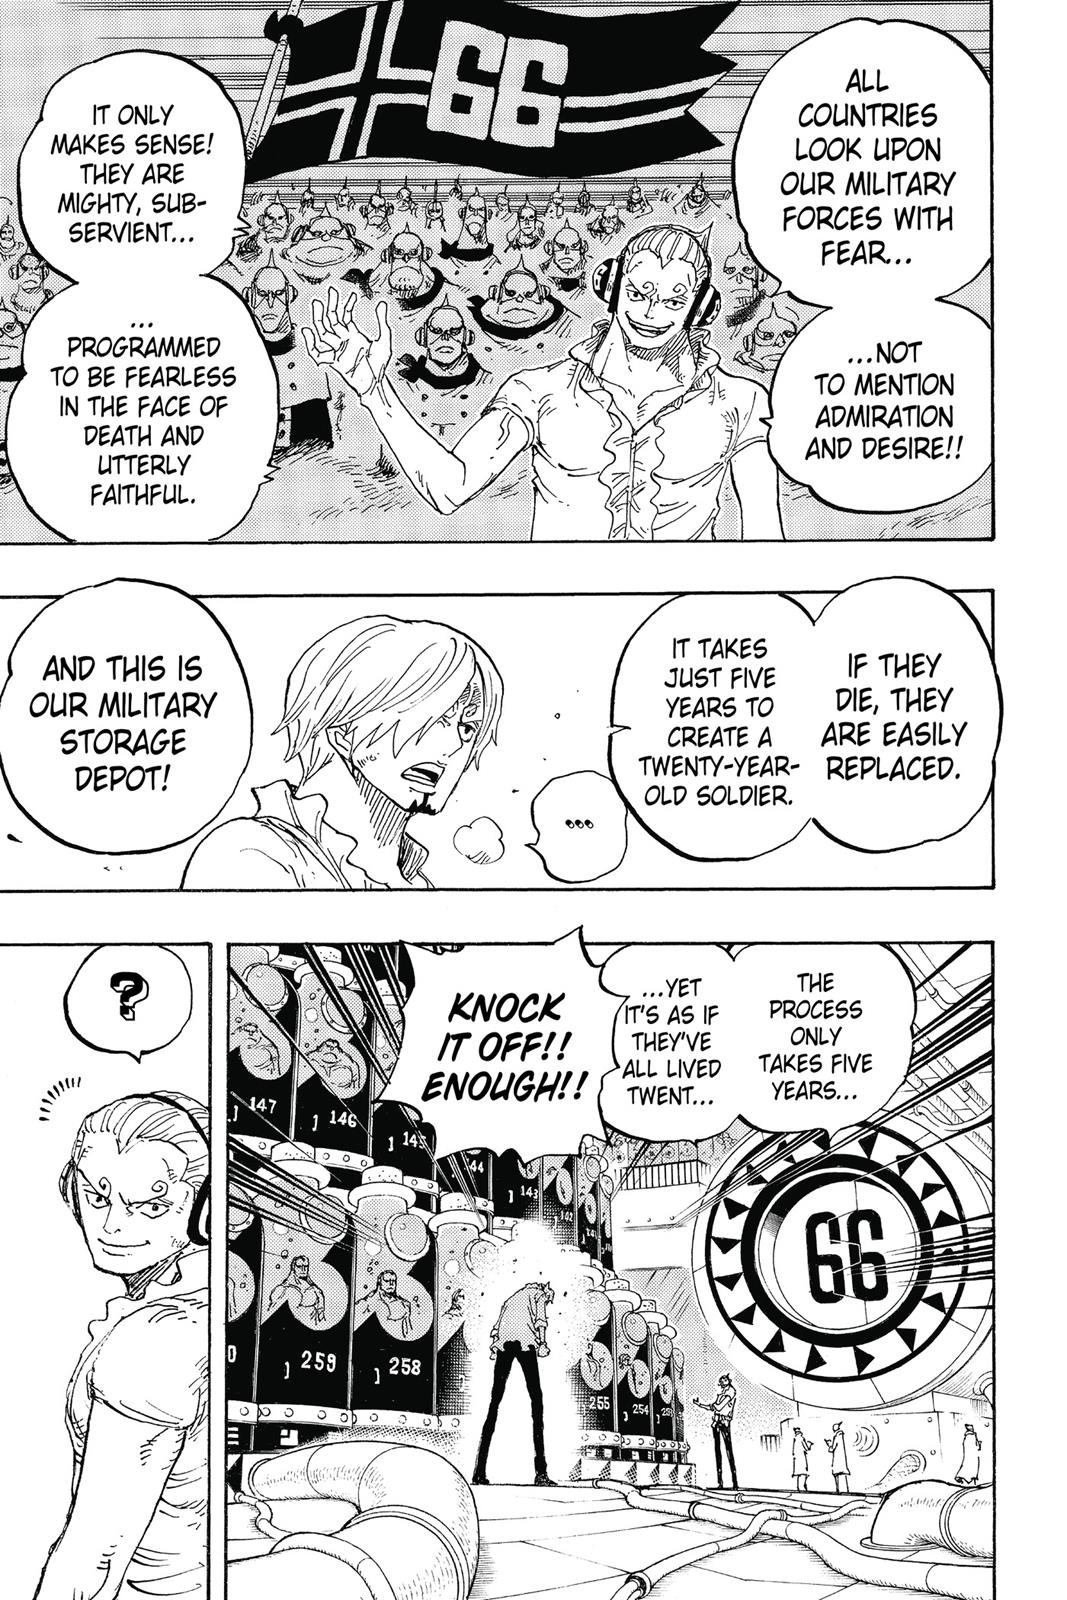 ALL
COUNTRIES
LOOK UPON
OUR MILITARY
FORCES WITH
FEAR...
...NOT
TO MENTION
ADMIRATION
AND DESIRE!!
66
IT ONLY
MAKES SENSE!
THEY ARE
MIGHTY, SUB-
SERVIENT...
...
PROGRAMMED
TO BE FEARLESS
IN THE FACE OF
DEATH AND
UTTERLY
FAITHFUL.
IF THEY
DIE, THEY
ARE EASILY
REPLACED.
IT TAKES
JUST FIVE
YEARS TO
CREATE A
TWENTY-YEAR-
OLD SOLDIER.
...
AND THIS IS
OUR MILITARY
STORAGE
DEPOT!
THE
PROCESS
ONLY
TAKES FIVE
YEARS...
...YET
IT'S AS IF
THEY'VE
ALL LIVED
TWENT...
KNOCK
IT OFF!!
ENOUGH!!
147
146
145
44
143
259
258
255
254
66
?